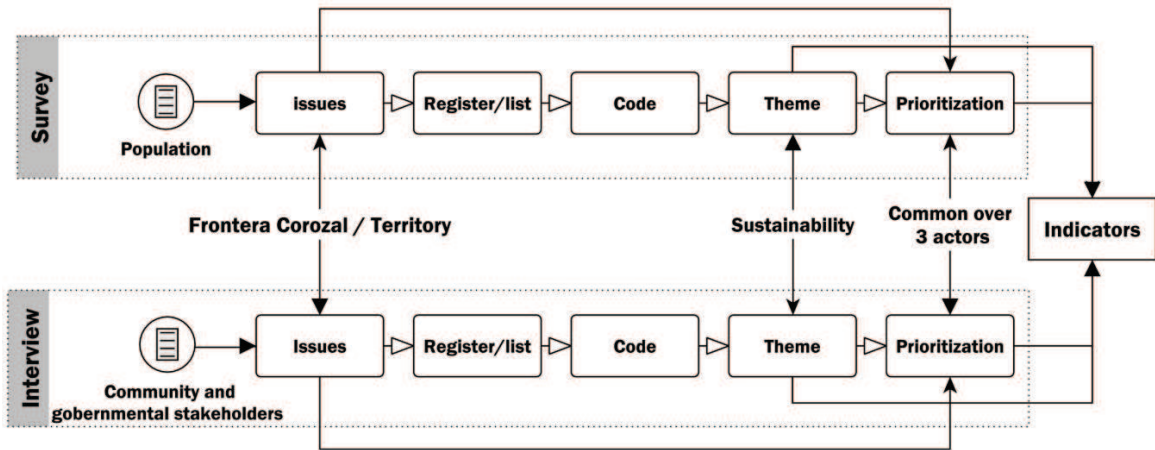 Survey
Population
issues
Register/list
Code
Theme
Prioritization
Frontera Corozal / Territory
Sustainability
Common over
3 actors
Indicators
Interview
Community and
gobernmental stakeholders
Issues
Register/list
Code
Theme
Prioritization